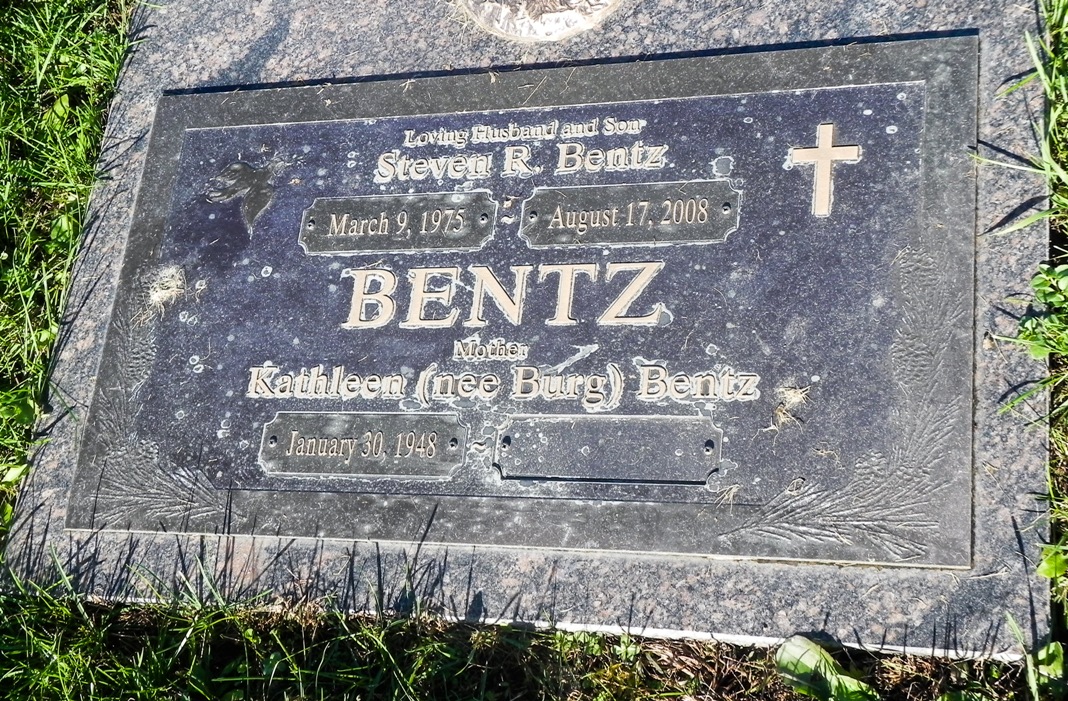 Loving Husband and Son
Steven R. Bentz
March 9, 1975 ~ August 17, 2008
BENTZ
Mother
Kathleen (nee Burg) Bentz
January 30, 1948 ~